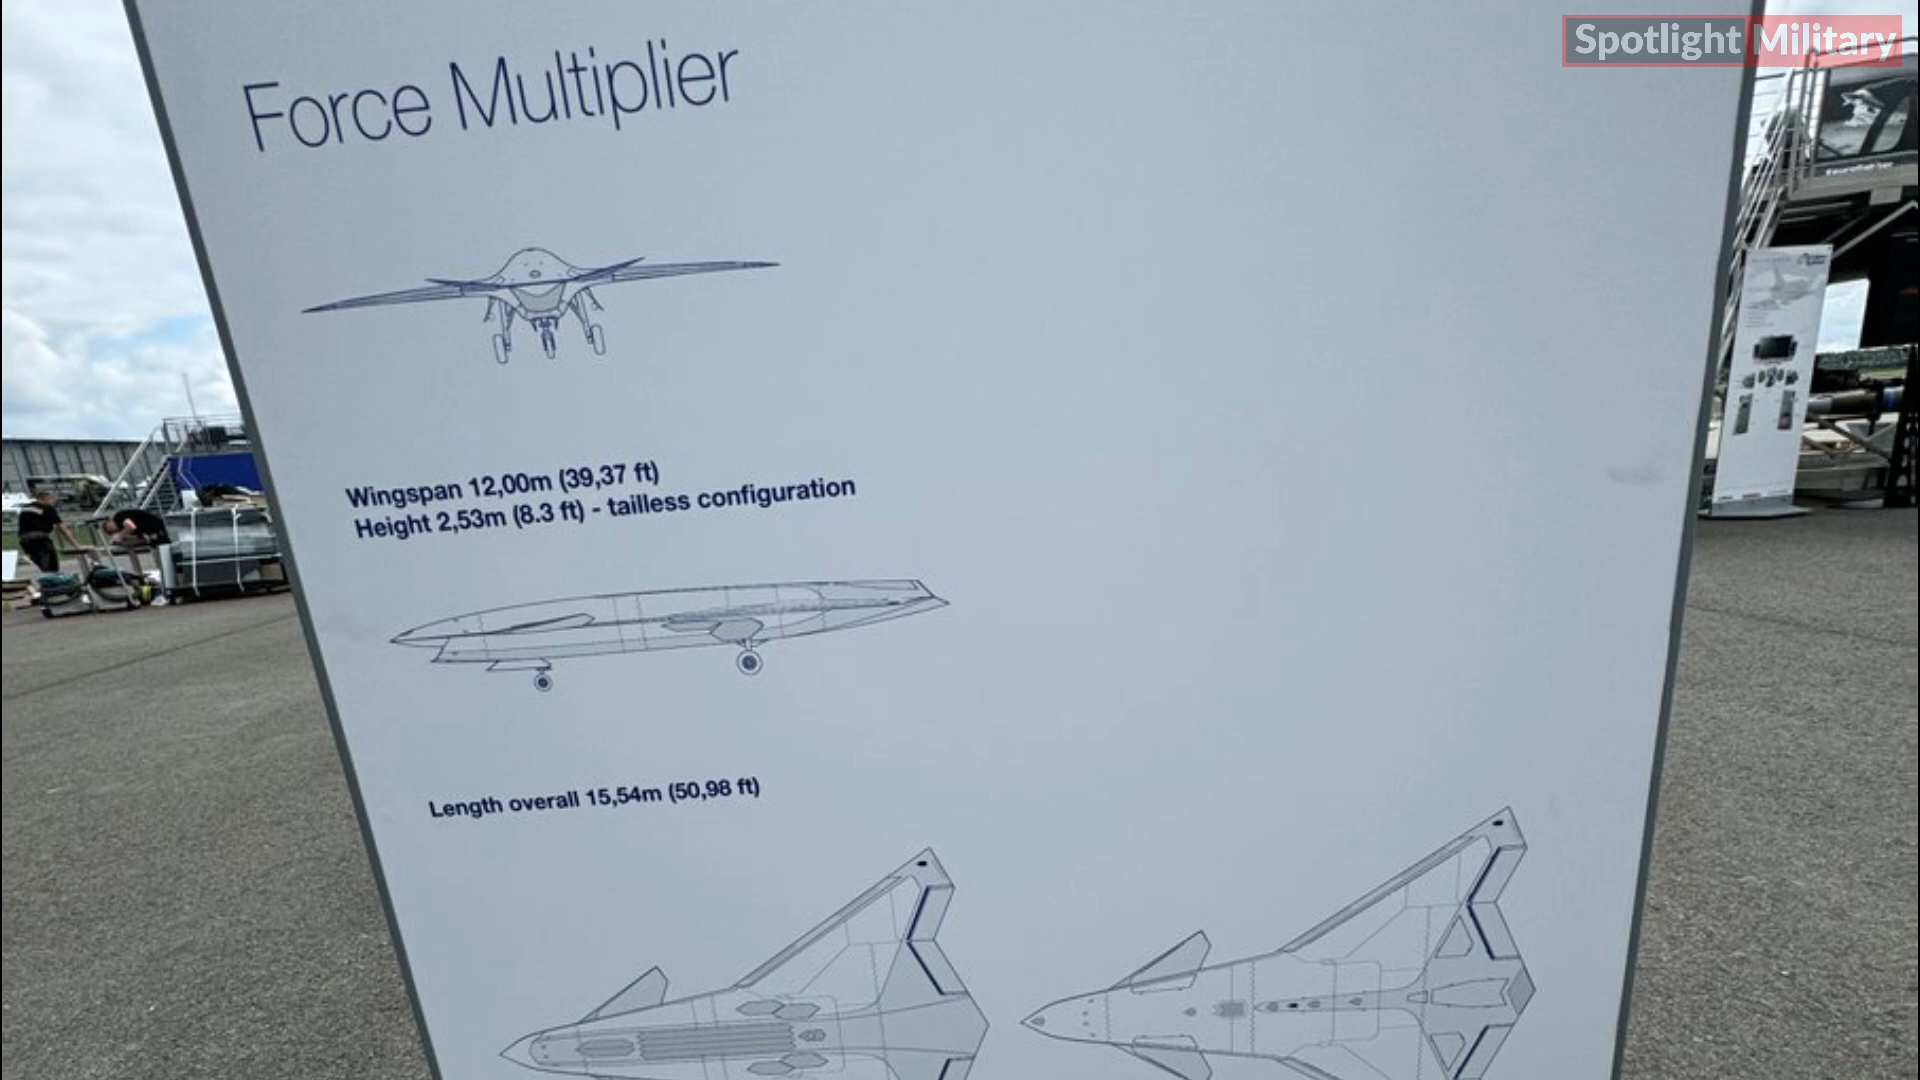 Spotlight Military
Force Multiplier
Wingspan 12,00m (39,37 ft)
Height 2,53m (8.3 ft) - tailless configuration
Length overall 15,54m (50,98 ft)